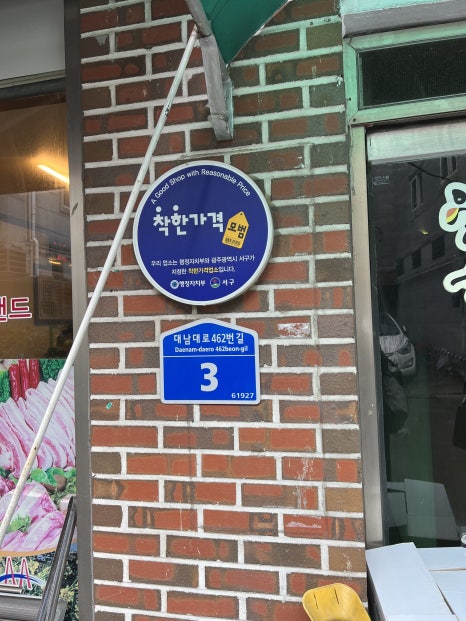 A Good Shop with Reasonable Price
착한가격
모범
우리 업소는 행정자치부와 광주광역시 서구가
지정한 착한가격업소입니다.
행정자치부 서구
대남대로462번길
Daenam-daero 462beon-gil
3
61927
랜드